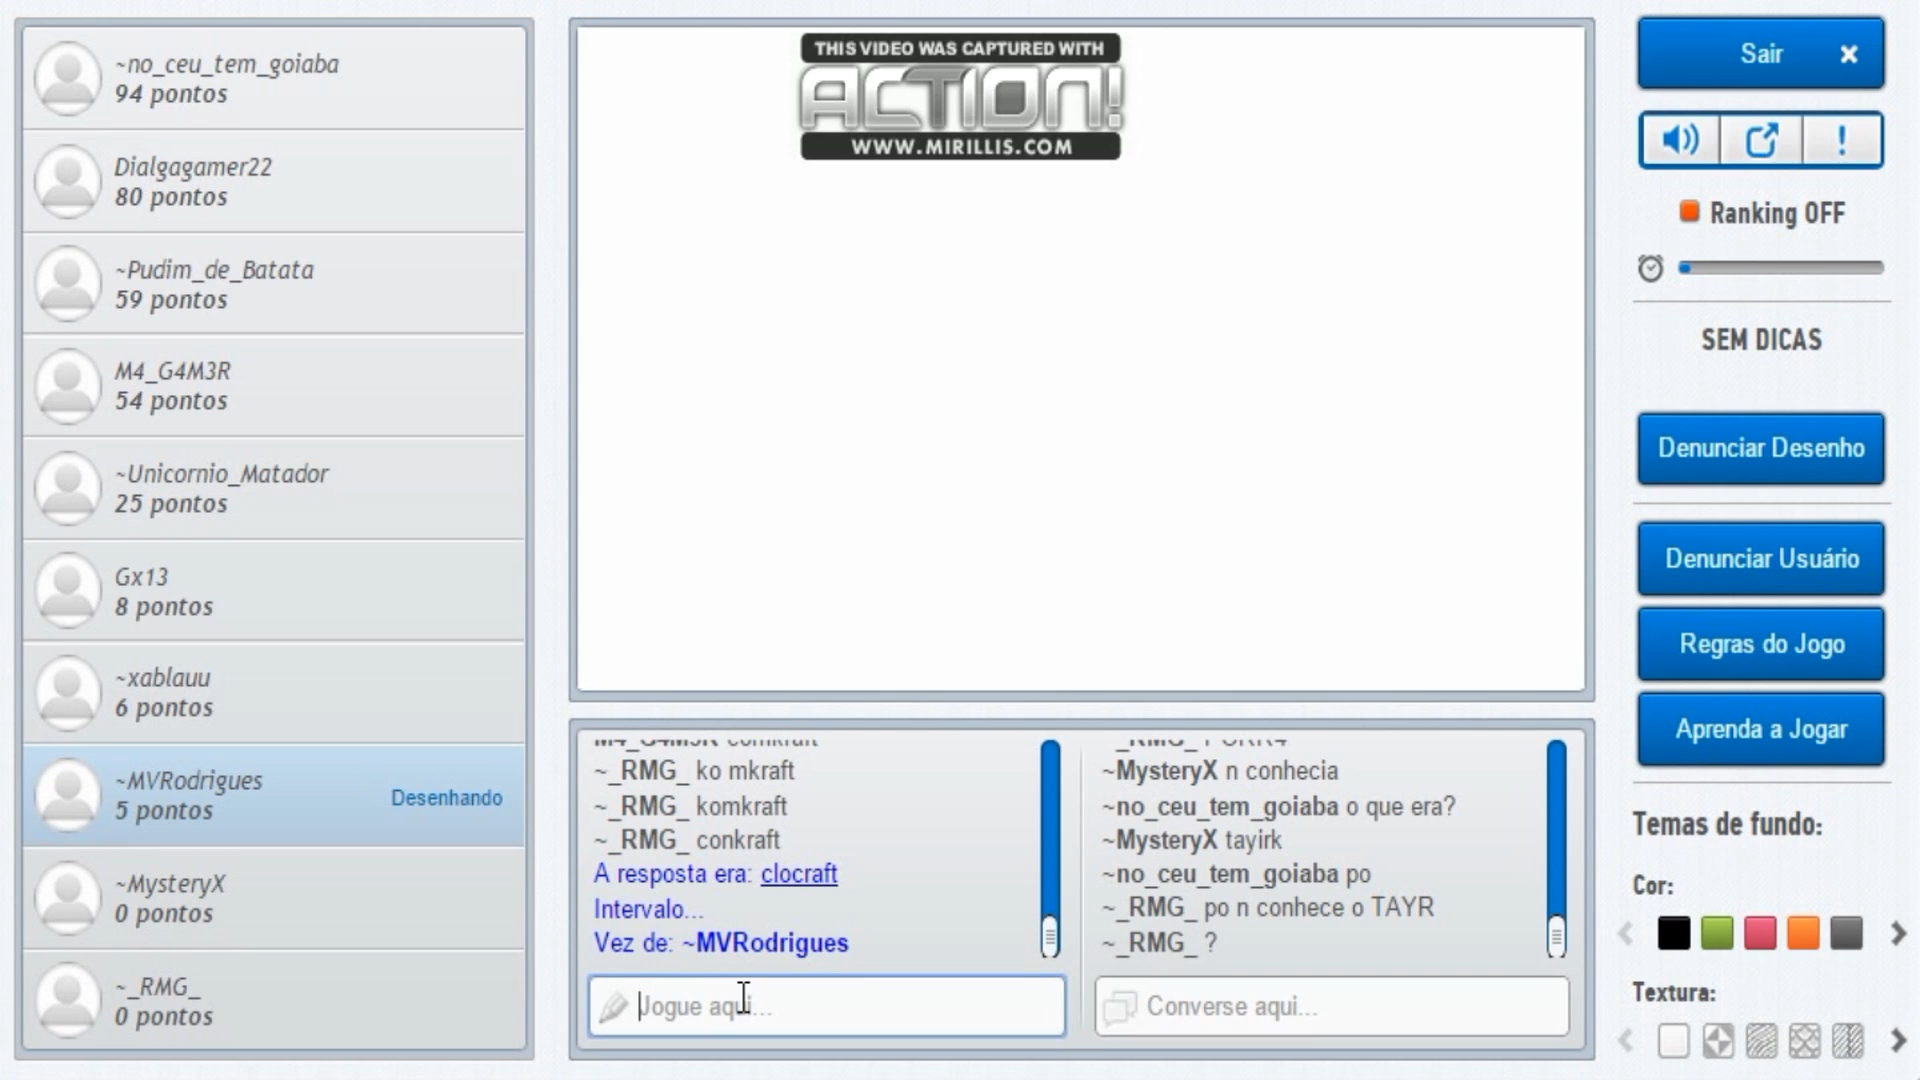 ~no_ceu_tem_goiaba
94 pontos
Dialgagamer22
80 pontos
~Pudim_de_Batata
59 pontos
M4_G4M3R
54 pontos
~Unicornio_Matador
25 pontos
Gx13
8 pontos
~xablauu
6 pontos
~MVRodrigues
5 pontos
Desenhando
~MysteryX
0 pontos
~_RMG_
0 pontos
THIS VIDEO WAS CAPTURED WITH
ACTION!
WWW.MIRILLIS.COM
M4_G4M3R comkraft
~_RMG_ ko mkraft
~_RMG_ komkraft
~_RMG_ conkraft
A resposta era: clocraft
Intervalo...
Vez de: ~MVRodrigues
Jogue aqui...
~MysteryX n conhecia
~no_ceu_tem_goiaba o que era?
~MysteryX tayirk
~no_ceu_tem_goiaba po
~_RMG_ po n conhece o TAYR
~_RMG_ ?
Converse aqui...
Sair
Ranking OFF
SEM DICAS
Denunciar Desenho
Denunciar Usuário
Regras do Jogo
Aprenda a Jogar
Temas de fundo:
Cor:
Textura: